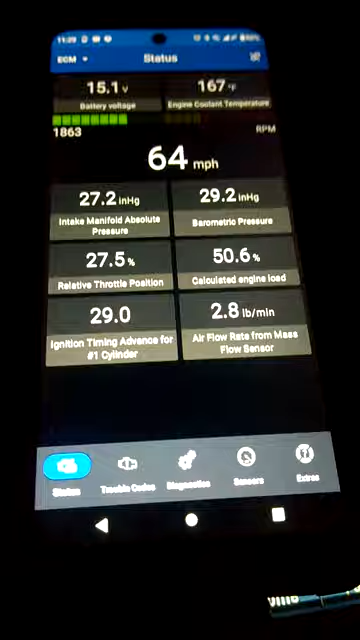 11:29
ECM
Status
15.1 V
167 °F
Battery voltage
Engine Coolant Temperature
1863
RPM
64 mph
27.2 inHg
29.2 inHg
Intake Manifold Absolute
Pressure
Barometric Pressure
27.5 %
50.6 %
Relative Throttle Position
Calculated engine load
29.0
2.8 lb/min
Ignition Timing Advance for
#1 Cylinder
Air Flow Rate from Mass
Flow Sensor
Status
Trouble Codes
Diagnostics
Sensors
Extras